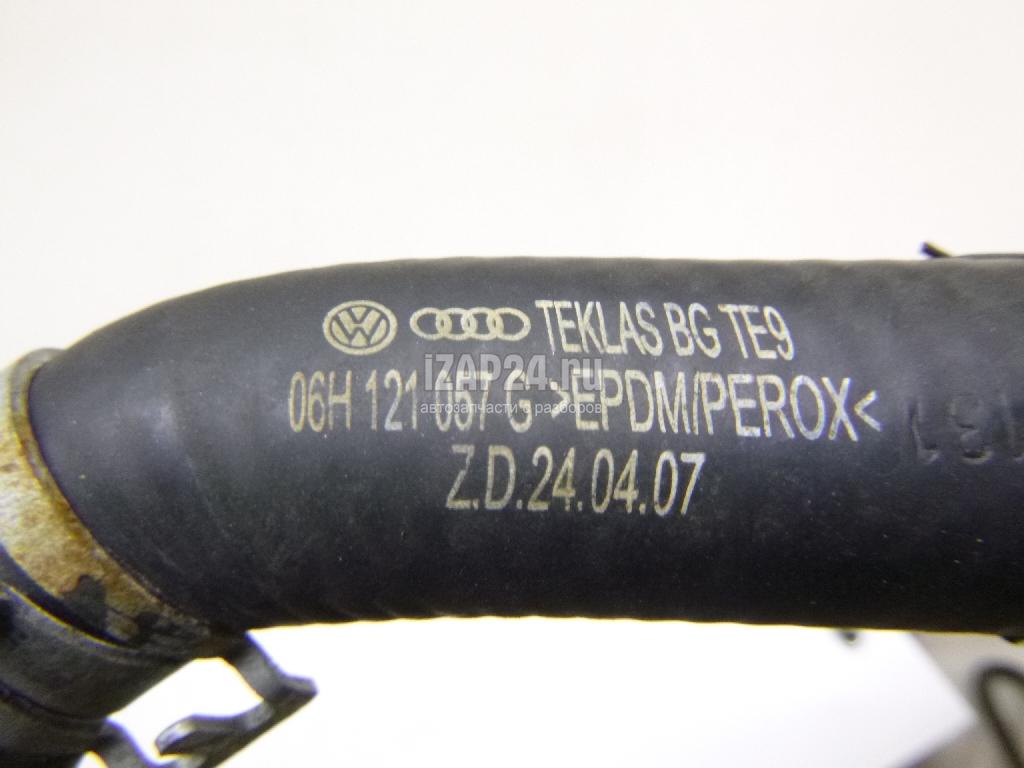 TEKLAS BG TE9
06H 121 057 G >EPDM/PEROX<
Z.D.24.04.07
iZAP24.ru
автозапчасти с разборов